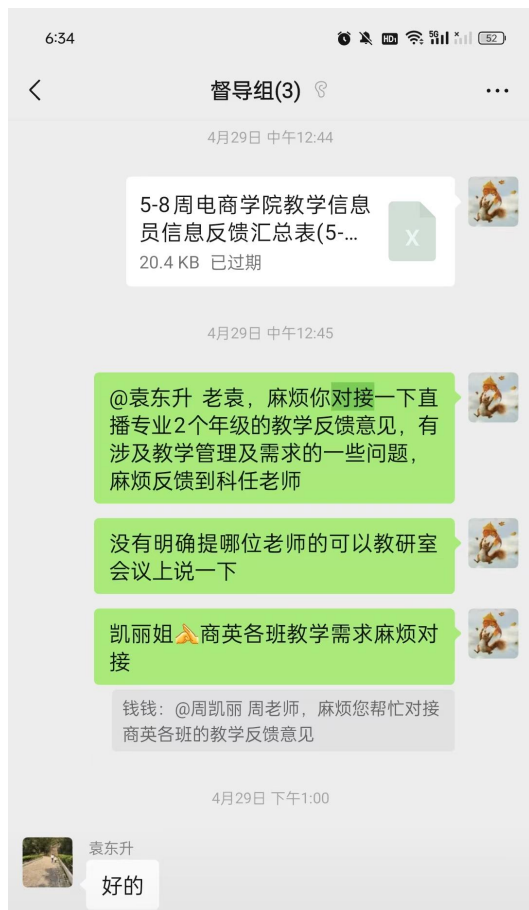 6:34
HD 5G 52
督导组(3)
4月29日 中午12:44
5-8周电商学院教学信息
员信息反馈汇总表(5-...
X
20.4 KB 已过期
4月29日 中午12:45
@袁东升 老袁，麻烦你对接一下直
播专业2个年级的教学反馈意见，有
涉及教学管理及需求的一些问题，
麻烦反馈到科任老师
没有明确提哪位老师的可以教研室
会议上说一下
凯丽姐🙏商英各班教学需求麻烦对
接
钱钱：@周凯丽 周老师，麻烦您帮忙对接
商英各班的教学反馈意见
4月29日 下午1:00
袁东升
好的